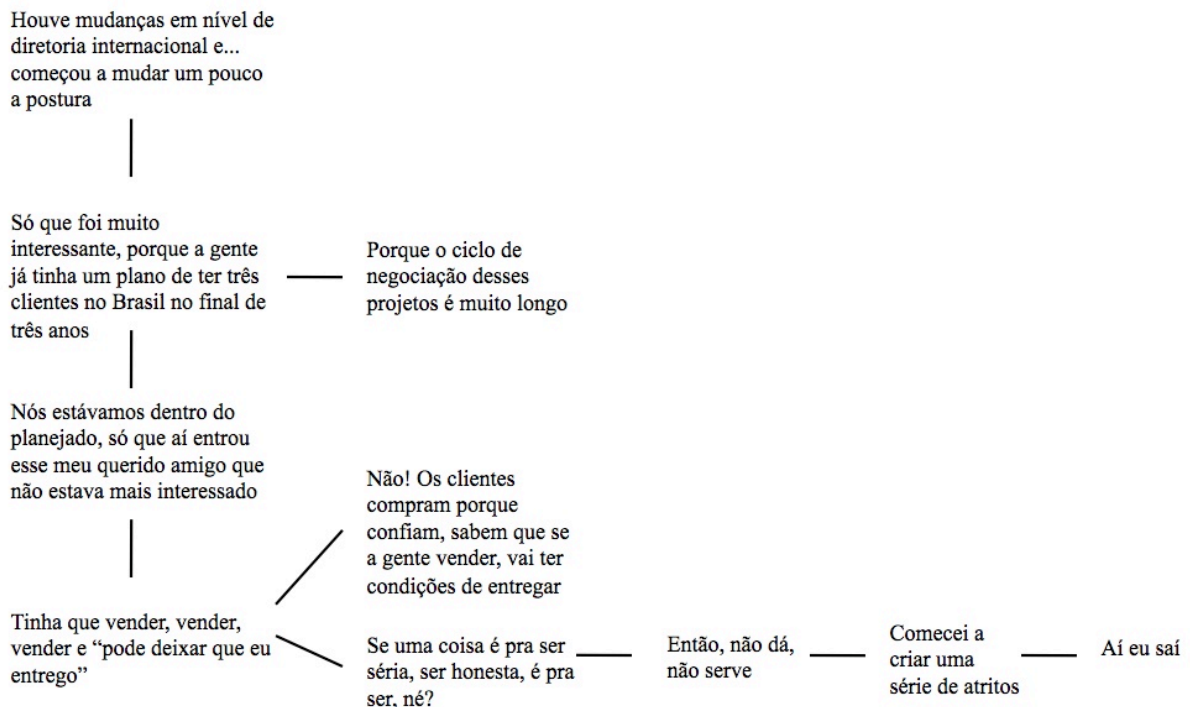 Houve mudanças em nível de
diretoria internacional e...
começou a mudar um pouco
a postura
Só que foi muito
interessante, porque a gente
já tinha um plano de ter três
clientes no Brasil no final de
três anos
Porque o ciclo de
negociação desses
projetos é muito longo
Nós estávamos dentro do
planejado, só que aí entrou
esse meu querido amigo que
não estava mais interessado
Não! Os clientes
compram porque
confiam, sabem que se
a gente vender, vai ter
condições de entregar
Tinha que vender, vender,
vender e “pode deixar que eu
entrego”
Se uma coisa é pra ser
séria, ser honesta, é pra
ser, né?
Então, não dá,
não serve
Comecei a
criar uma
série de atritos
Aí eu saí